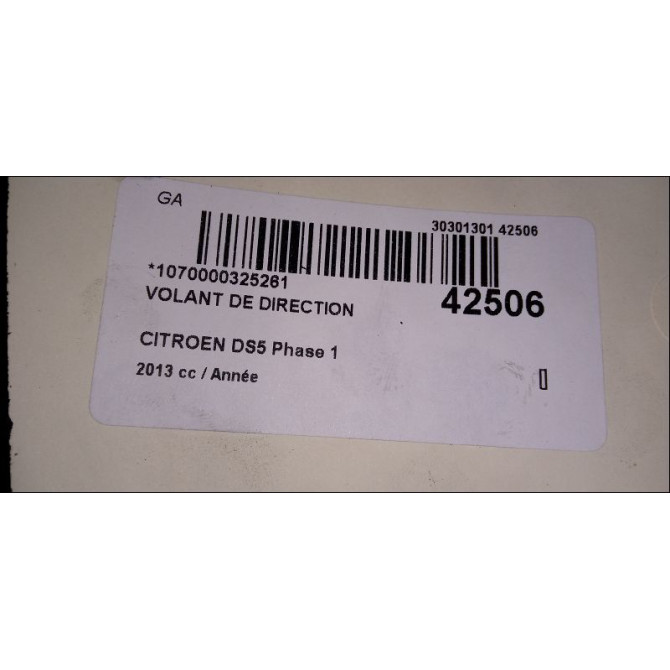 GA
30301301 42506
*1070000325261
42506
VOLANT DE DIRECTION
CITROEN DS5 Phase 1
2013 cc / Année